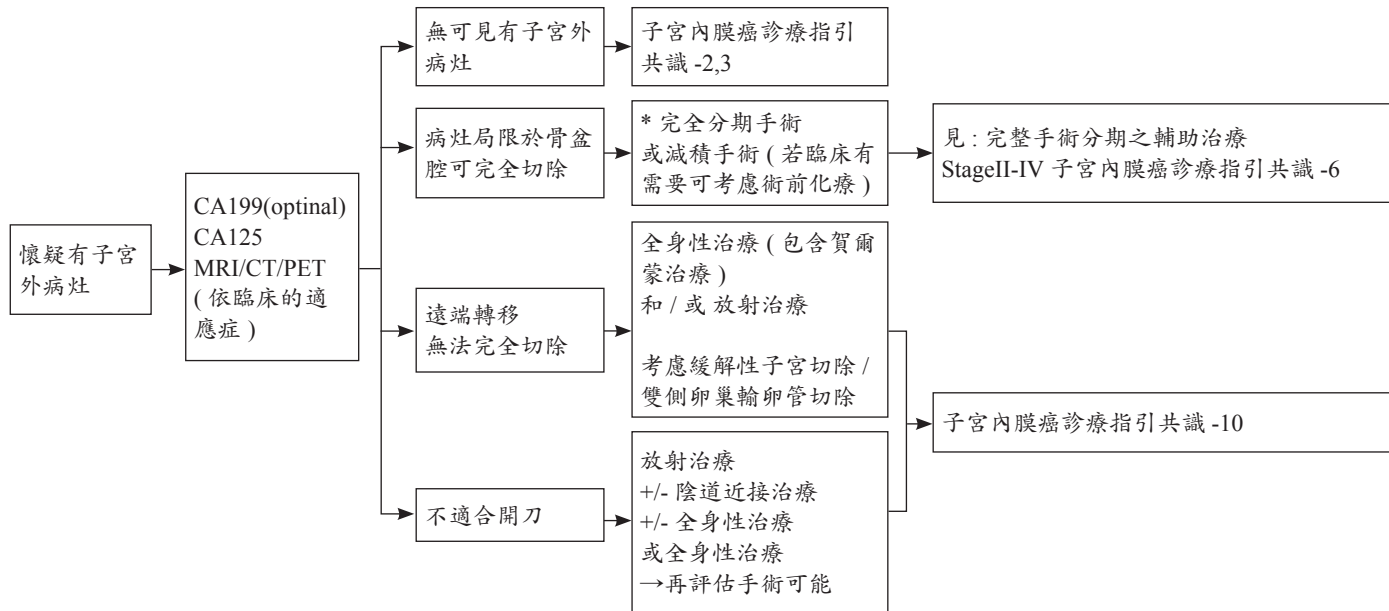 懷疑有子宮
外病灶
CA199(optinal)
CA125
MRI/CT/PET
( 依臨床的適
應症 )
無可見有子宮外
病灶
子宮內膜癌診療指引
共識 -2,3
病灶局限於骨盆
腔可完全切除
* 完全分期手術
或減積手術 ( 若臨床有
需要可考慮術前化療 )
見 : 完整手術分期之輔助治療
StageII-IV 子宮內膜癌診療指引共識 -6
遠端轉移
無法完全切除
全身性治療 ( 包含賀爾
蒙治療 )
和 / 或 放射治療
考慮緩解性子宮切除 /
雙側卵巢輸卵管切除
不適合開刀
放射治療
+/- 陰道近接治療
+/- 全身性治療
或全身性治療
→再評估手術可能
子宮內膜癌診療指引共識 -10